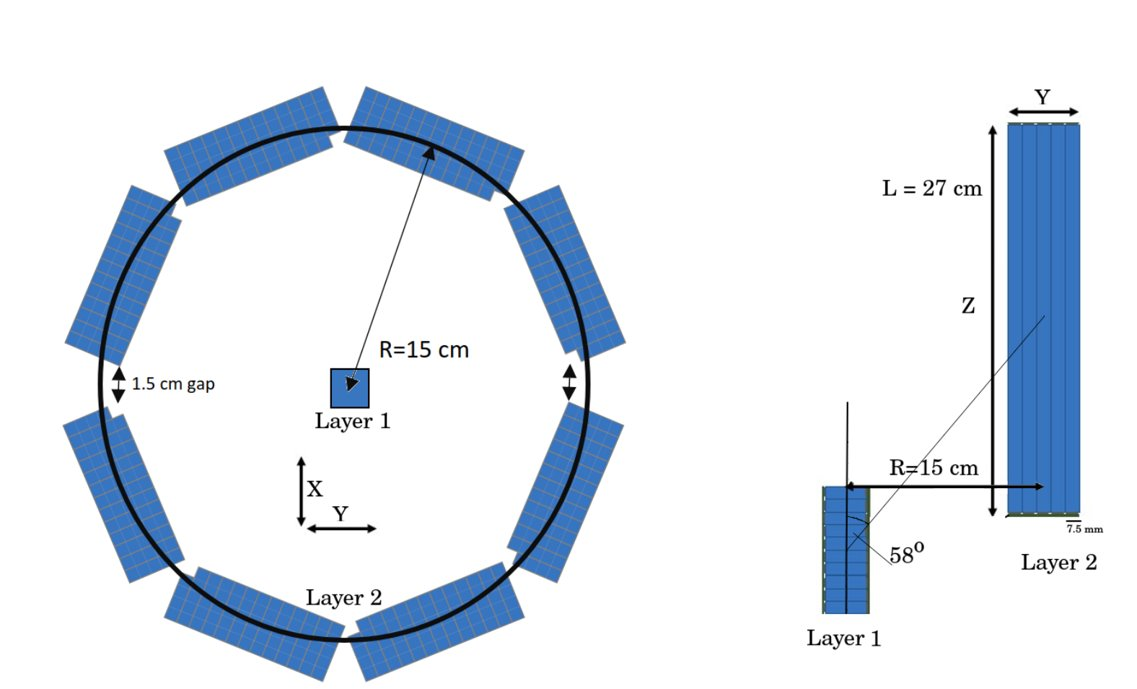 R=15 cm
1.5 cm gap
Layer 1
X
Y
Layer 2
Y
L = 27 cm
Z
R=15 cm
7.5 mm
58⁰
Layer 2
Layer 1